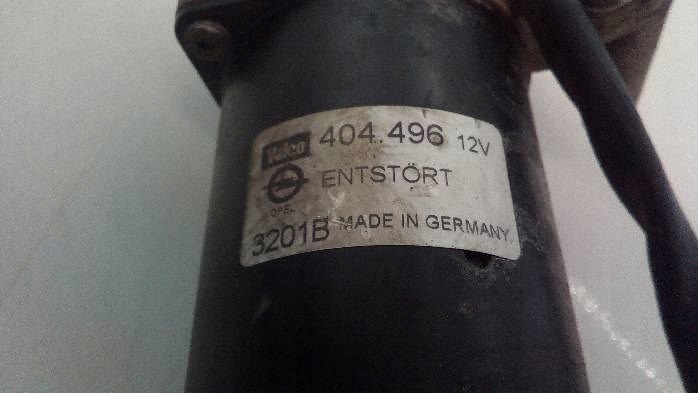 Valeo 404.496 12V
ENTSTÖRT
OPEL
3201B MADE IN GERMANY